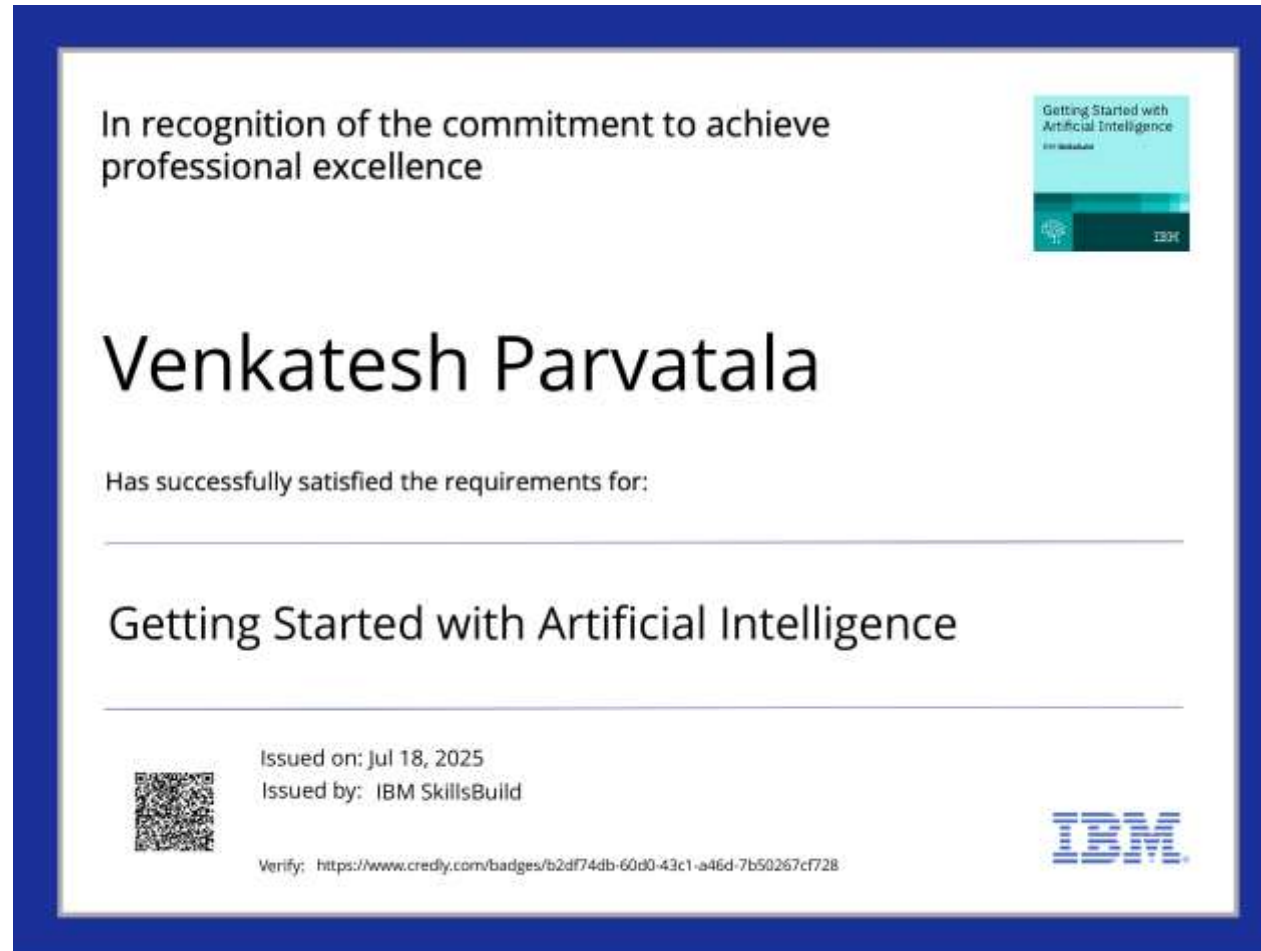 In recognition of the commitment to achieve
professional excellence
Getting Started with
Artificial Intelligence
IBM SkillsBuild
IBM
Venkatesh Parvatala
Has successfully satisfied the requirements for:
Getting Started with Artificial Intelligence
Issued on: Jul 18, 2025
Issued by: IBM SkillsBuild
Verify: https://www.credly.com/badges/b2df74db-60d0-43c1-a46d-7b50267cf728
IBM